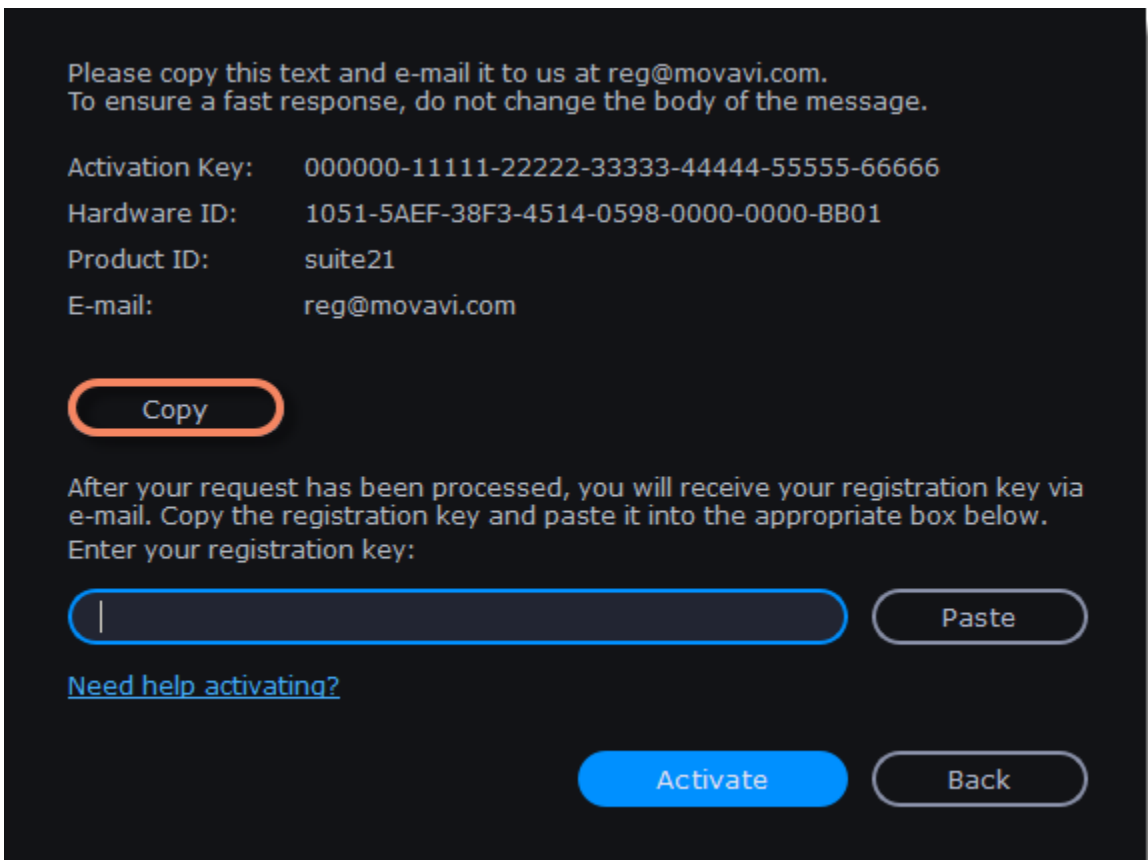 Please copy this text and e-mail it to us at reg@movavi.com.
To ensure a fast response, do not change the body of the message.
Activation Key: 000000-11111-22222-33333-44444-55555-66666
Hardware ID: 1051-5AEF-38F3-4514-0598-0000-0000-BB01
Product ID: suite21
E-mail: reg@movavi.com
Copy
After your request has been processed, you will receive your registration key via
e-mail. Copy the registration key and paste it into the appropriate box below.
Enter your registration key:
Paste
Need help activating?
Activate Back